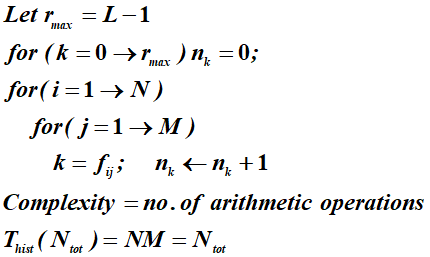 Let r_max = L − 1
for ( k = 0 → r_max ) n_k = 0;
for( i = 1 → N )
for( j = 1 → M )
k = f_ij; n_k ← n_k + 1
Complexity = no. of arithmetic operations
T_hist ( N_tot ) = NM = N_tot